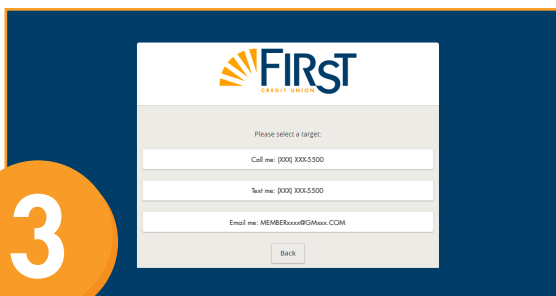 FIRST
CREDIT UNION
Please select a target:
Call me: (XXX) XXX-5500
Text me: (XXX) XXX-5500
Email me: MEMBERxxxx@GMxxx.COM
Back
3